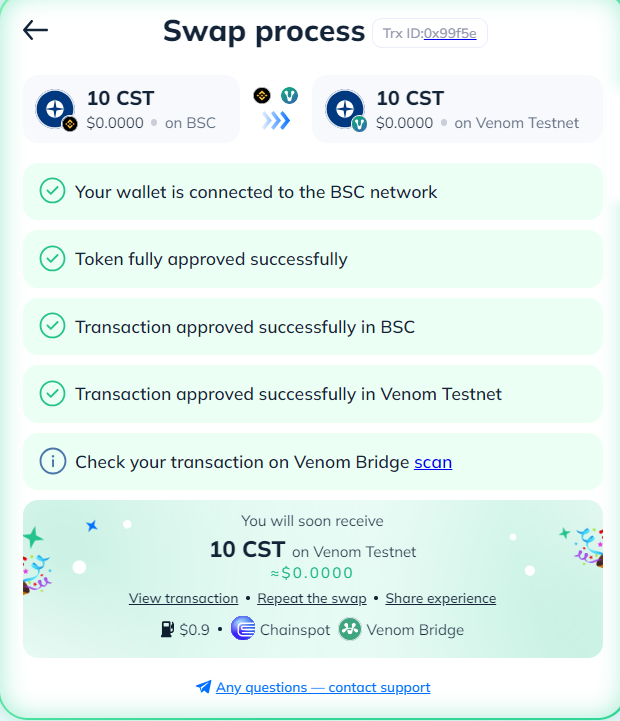 Swap process Trx ID:0x99f5e
10 CST
$0.0000 on BSC
10 CST
$0.0000 on Venom Testnet
Your wallet is connected to the BSC network
Token fully approved successfully
Transaction approved successfully in BSC
Transaction approved successfully in Venom Testnet
Check your transaction on Venom Bridge scan
You will soon receive
10 CST on Venom Testnet
≈$0.0000
View transaction • Repeat the swap • Share experience
$0.9 • Chainspot Venom Bridge
Any questions — contact support